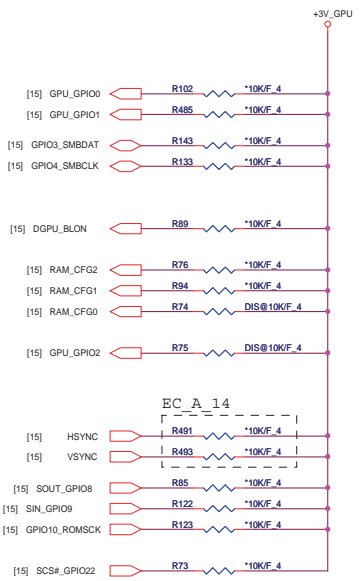 +3V_GPU
[15] GPU_GPIO0 R102 *10K/F_4
[15] GPU_GPIO1 R485 *10K/F_4
[15] GPIO3_SMBDAT R143 *10K/F_4
[15] GPIO4_SMBCLK R133 *10K/F_4
[15] DGPU_BLON R89 *10K/F_4
[15] RAM_CFG2 R76 *10K/F_4
[15] RAM_CFG1 R94 *10K/F_4
[15] RAM_CFG0 R74 DIS@10K/F_4
[15] GPU_GPIO2 R75 DIS@10K/F_4
EC_A_14
[15] HSYNC R491 *10K/F_4
[15] VSYNC R493 *10K/F_4
[15] SOUT_GPIO8 R85 *10K/F_4
[15] SIN_GPIO9 R122 *10K/F_4
[15] GPIO10_ROMSCK R123 *10K/F_4
[15] SCS#_GPIO22 R73 *10K/F_4